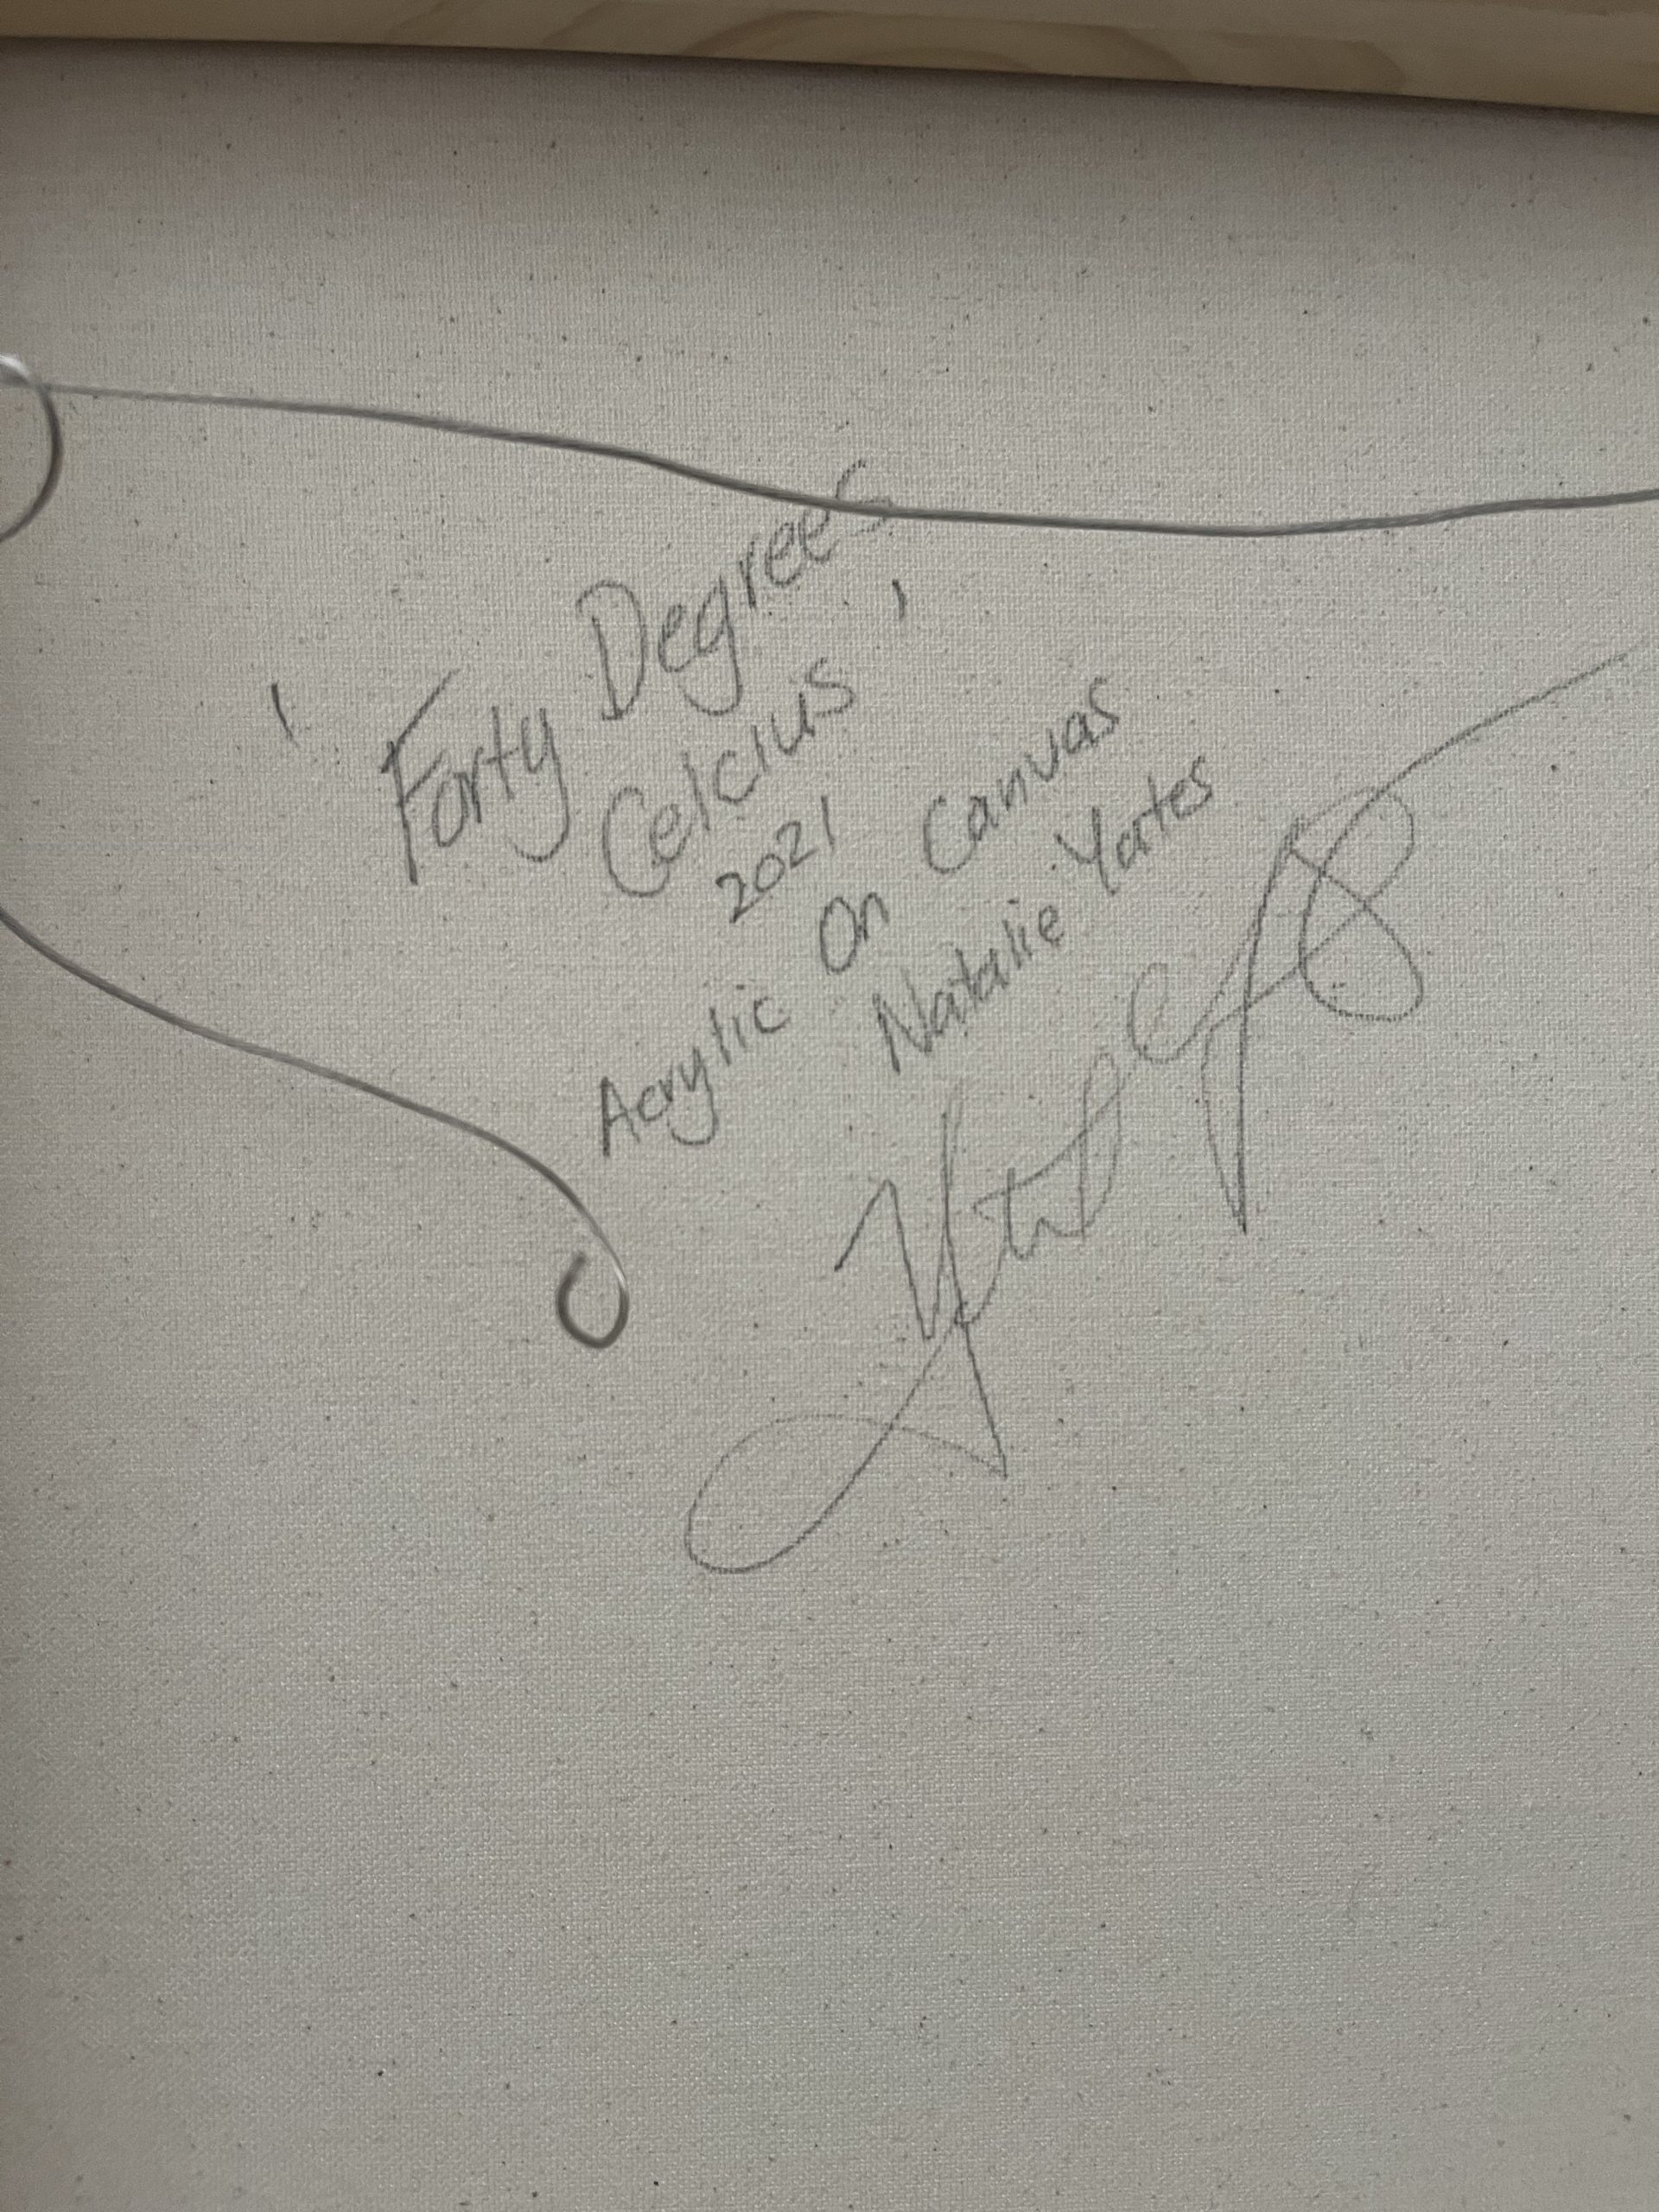 'Forty Degrees
Celcius'
2021
Acrylic On Canvas
Natalie Yates